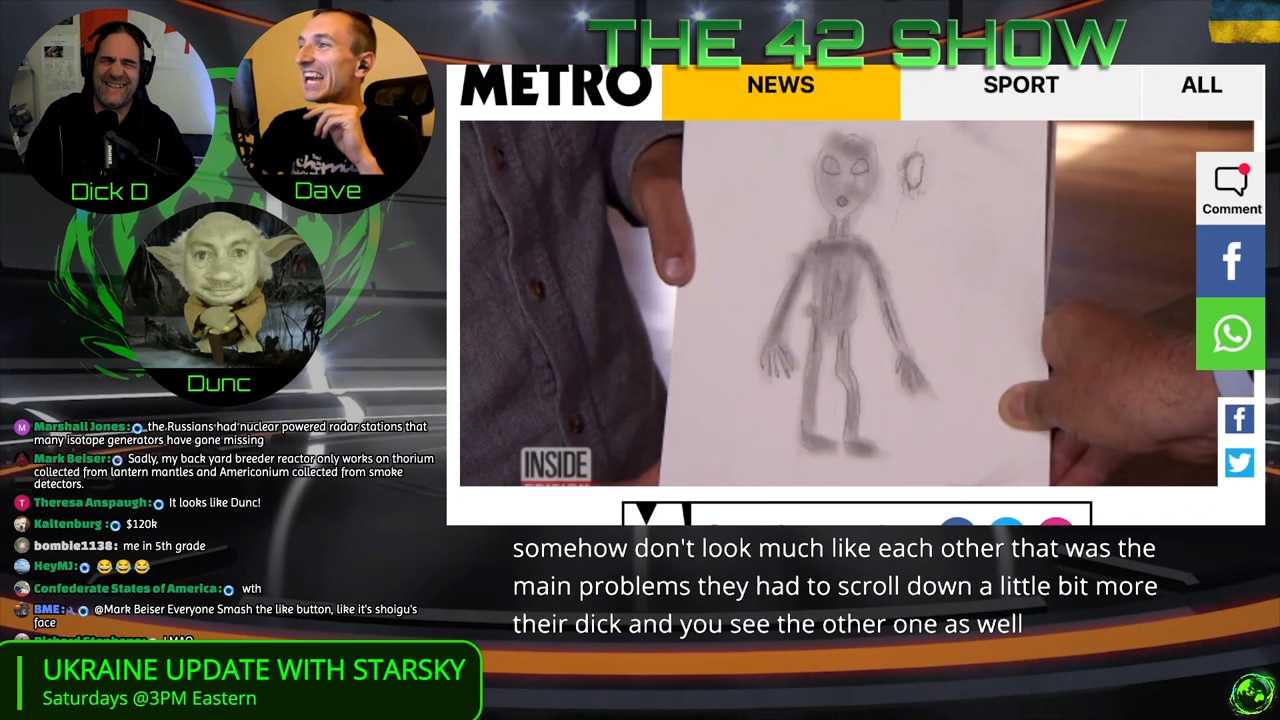 THE 42 SHOW
METRO
NEWS
SPORT
ALL
Dick D
Dave
Dunc
Comment
INSIDE
Marshall Jones: the Russians had nuclear powered radar stations that
many isotope generators have gone missing
Mark Beiser: Sadly, my back yard breeder reactor only works on thorium
collected from lantern mantles and Americonium collected from smoke
detectors.
Theresa Anspaugh: It looks like Dunc!
Kaltenburg : $120k
bombie1138: me in 5th grade
HeyMJ: 😂😂😂
Confederate States of America: wth
BME: @Mark Beiser Everyone Smash the like button, like it's shoigu's
face
somehow don't look much like each other that was the
main problems they had to scroll down a little bit more
their dick and you see the other one as well
UKRAINE UPDATE WITH STARSKY
Saturdays @3PM Eastern